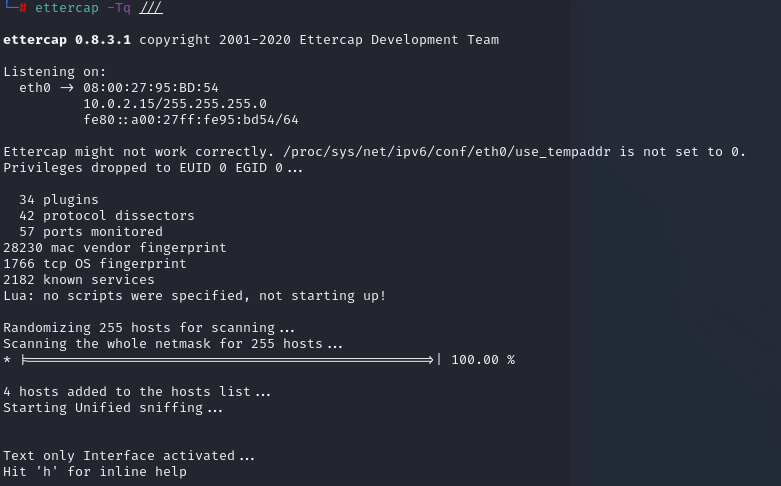 └─# ettercap -Tq ///
ettercap 0.8.3.1 copyright 2001-2020 Ettercap Development Team
Listening on:
eth0 -> 08:00:27:95:BD:54
10.0.2.15/255.255.255.0
fe80::a00:27ff:fe95:bd54/64
Ettercap might not work correctly. /proc/sys/net/ipv6/conf/eth0/use_tempaddr is not set to 0.
Privileges dropped to EUID 0 EGID 0...
34 plugins
42 protocol dissectors
57 ports monitored
28230 mac vendor fingerprint
1766 tcp OS fingerprint
2182 known services
Lua: no scripts were specified, not starting up!
Randomizing 255 hosts for scanning...
Scanning the whole netmask for 255 hosts...
* |==================================================>| 100.00 %
4 hosts added to the hosts list...
Starting Unified sniffing...
Text only Interface activated...
Hit 'h' for inline help